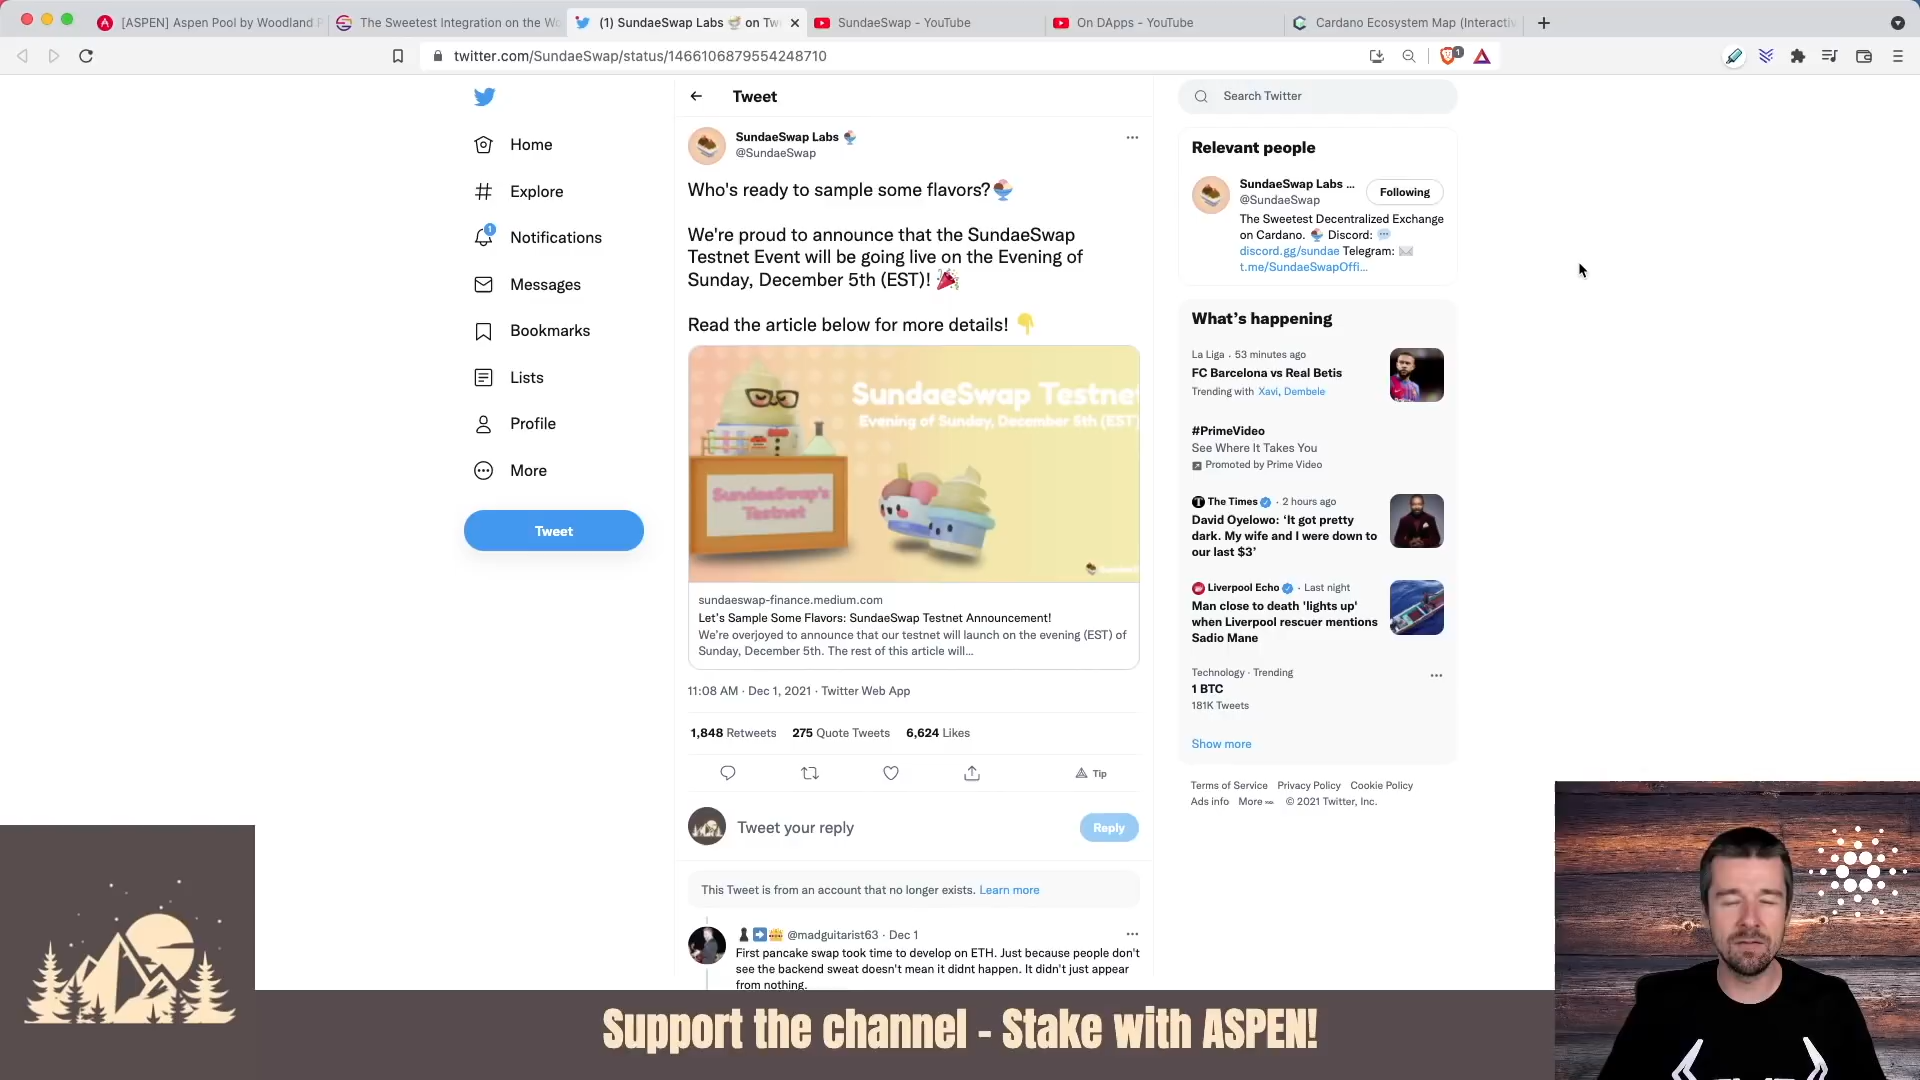 [ASPEN] Aspen Pool by Woodland P
The Sweetest Integration on the Wo
(1) SundaeSwap Labs 🍨 on Tw
SundaeSwap - YouTube
On DApps - YouTube
Cardano Ecosystem Map (Interactiv
twitter.com/SundaeSwap/status/1466106879554248710
1
Home
Explore
1
Notifications
Messages
Bookmarks
Lists
Profile
More
Tweet
Tweet
SundaeSwap Labs 🍨
@SundaeSwap
Who's ready to sample some flavors?🍨
We're proud to announce that the SundaeSwap
Testnet Event will be going live on the Evening of
Sunday, December 5th (EST)! 🎉
Read the article below for more details! 👇
SundaeSwap Testnet
Evening of Sunday, December 5th (EST)
SundaeSwap's
Testnet
sundaeswap-finance.medium.com
Let's Sample Some Flavors: SundaeSwap Testnet Announcement!
We're overjoyed to announce that our testnet will launch on the evening (EST) of
Sunday, December 5th. The rest of this article will...
11:08 AM · Dec 1, 2021 · Twitter Web App
1,848 Retweets 275 Quote Tweets 6,624 Likes
Tip
Tweet your reply
Reply
This Tweet is from an account that no longer exists. Learn more
♟️➡️👑 @madguitarist63 · Dec 1
First pancake swap took time to develop on ETH. Just because people don't
see the backend sweat doesn't mean it didnt happen. It didn't just appear
from nothing.
Search Twitter
Relevant people
SundaeSwap Labs ...
@SundaeSwap
Following
The Sweetest Decentralized Exchange
on Cardano. 🍨 Discord: 💬
discord.gg/sundae Telegram: ✉️
t.me/SundaeSwapOffi...
What's happening
La Liga · 53 minutes ago
FC Barcelona vs Real Betis
Trending with Xavi, Dembele
#PrimeVideo
See Where It Takes You
Promoted by Prime Video
The Times · 2 hours ago
David Oyelowo: 'It got pretty
dark. My wife and I were down to
our last $3'
Liverpool Echo · Last night
Man close to death 'lights up'
when Liverpool rescuer mentions
Sadio Mane
Technology · Trending
1 BTC
181K Tweets
Show more
Terms of Service Privacy Policy Cookie Policy
Ads info More ··· © 2021 Twitter, Inc.
Support the channel - Stake with ASPEN!